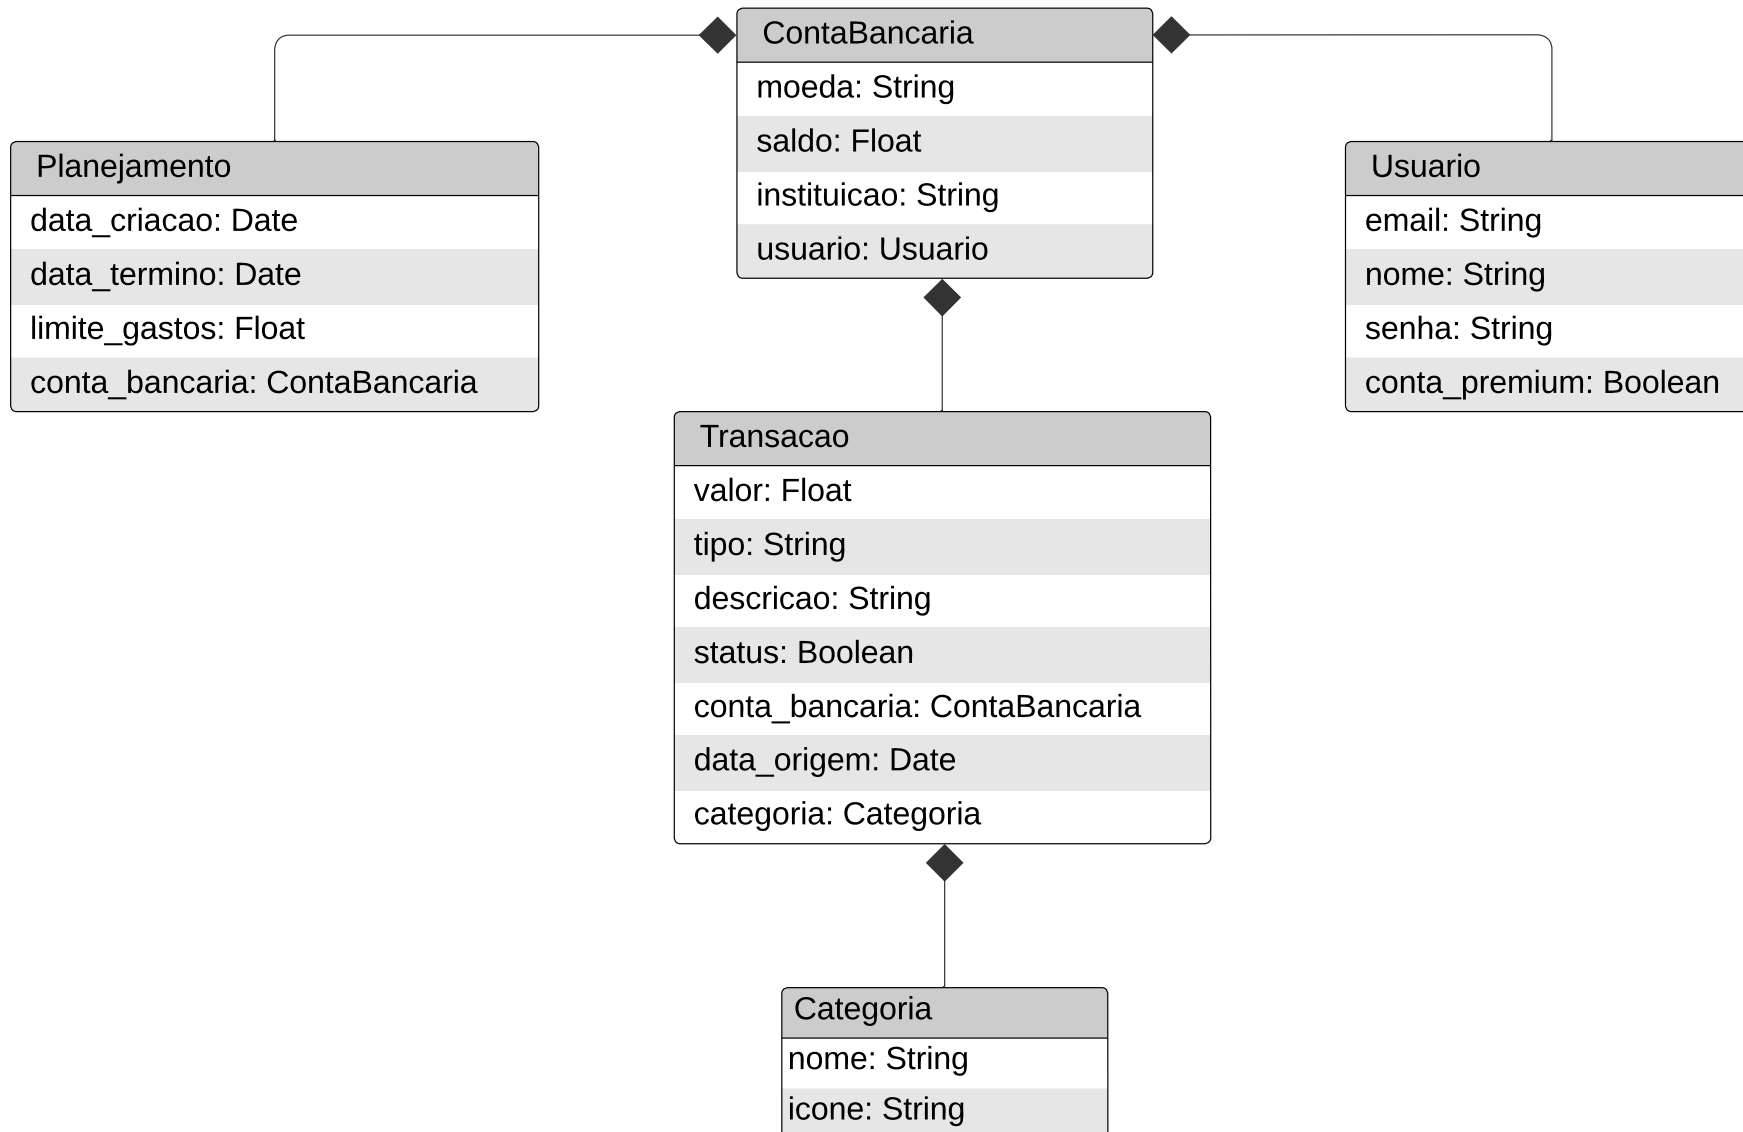 ContaBancaria
moeda: String
saldo: Float
instituicao: String
usuario: Usuario
Planejamento
data_criacao: Date
data_termino: Date
limite_gastos: Float
conta_bancaria: ContaBancaria
Usuario
email: String
nome: String
senha: String
conta_premium: Boolean
Transacao
valor: Float
tipo: String
descricao: String
status: Boolean
conta_bancaria: ContaBancaria
data_origem: Date
categoria: Categoria
Categoria
nome: String
icone: String